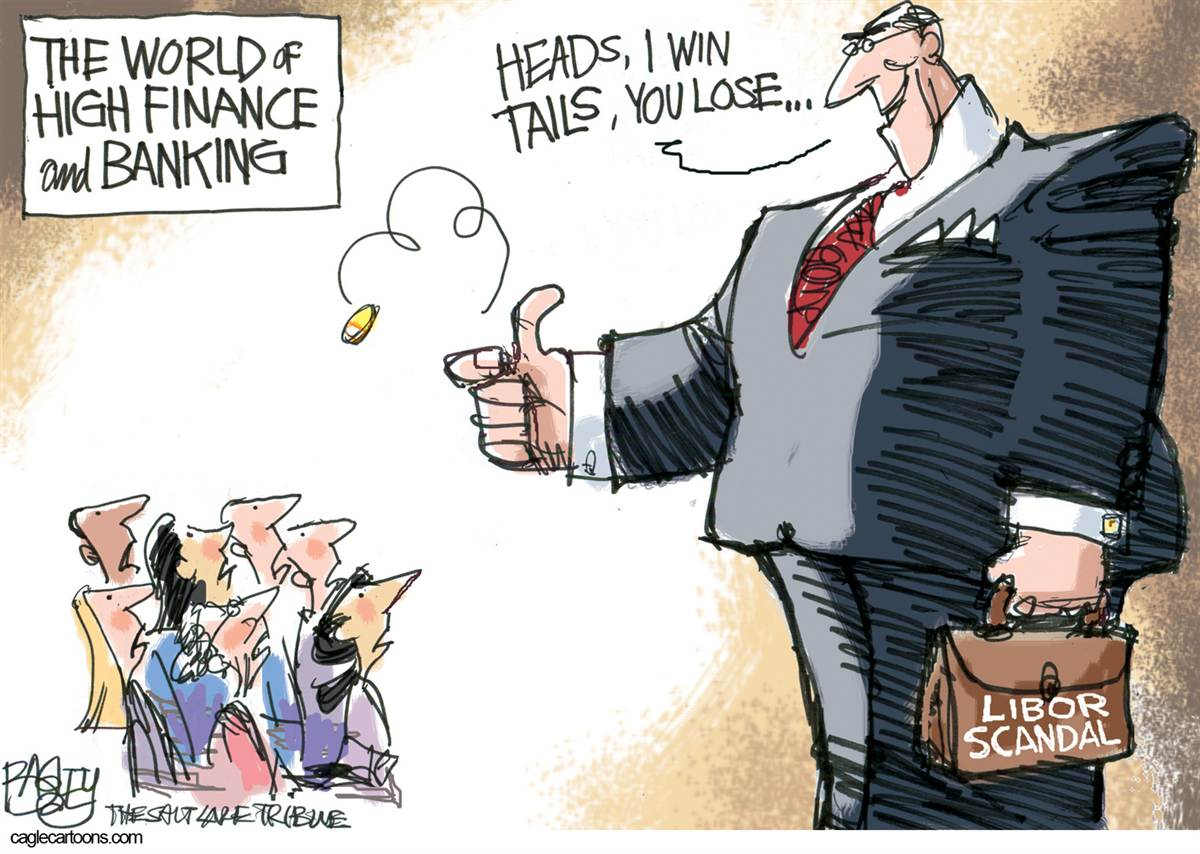 THE WORLD OF
HIGH FINANCE
and BANKING
HEADS, I WIN
TAILS, YOU LOSE...
LIBOR
SCANDAL
BAGLEY
THE SALT LAKE TRIBUNE
caglecartoons.com